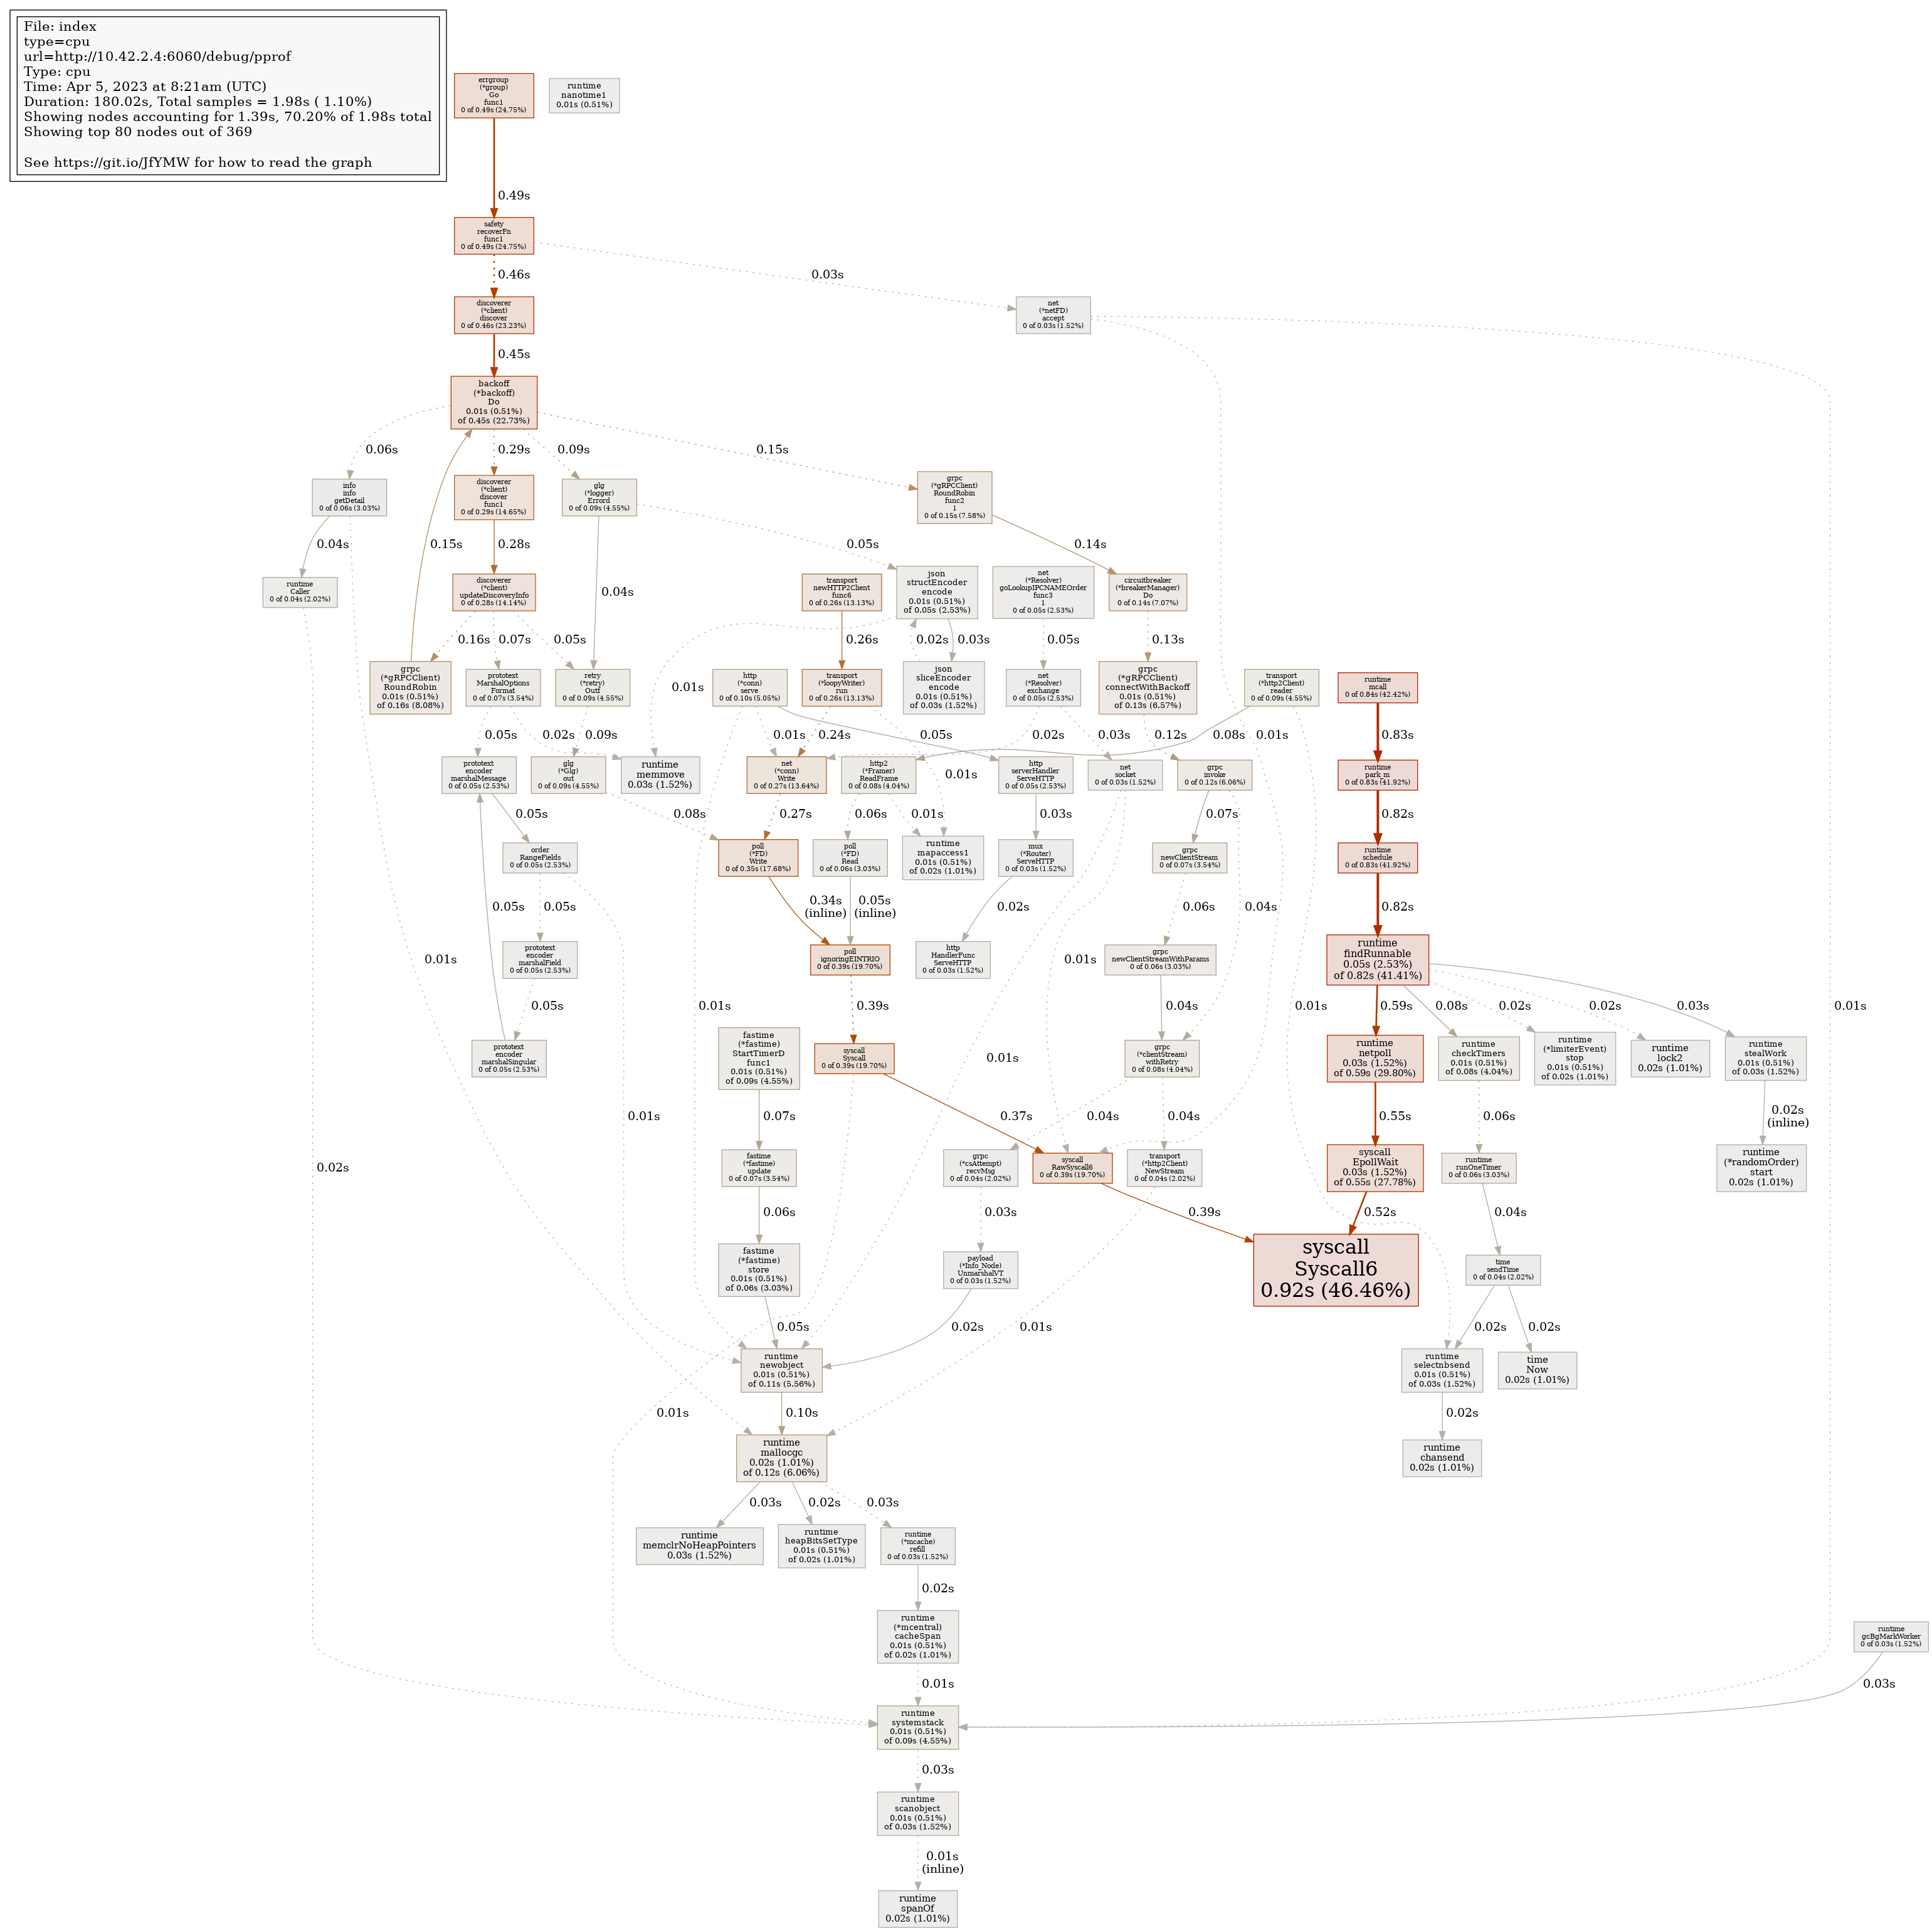 File: index
type=cpu
url=http://10.42.2.4:6060/debug/pprof
Type: cpu
Time: Apr 5, 2023 at 8:21am (UTC)
Duration: 180.02s, Total samples = 1.98s ( 1.10%)
Showing nodes accounting for 1.39s, 70.20% of 1.98s total
Showing top 80 nodes out of 369
See https://git.io/JfYMW for how to read the graph
errgroup
(*group)
Go
func1
0 of 0.49s (24.75%)
runtime
nanotime1
0.01s (0.51%)
0.49s
safety
recoverFn
func1
0 of 0.49s (24.75%)
0.46s
0.03s
discoverer
(*client)
discover
0 of 0.46s (23.23%)
net
(*netFD)
accept
0 of 0.03s (1.52%)
0.45s
backoff
(*backoff)
Do
0.01s (0.51%)
of 0.45s (22.73%)
0.06s
0.29s
0.09s
0.15s
info
info
getDetail
0 of 0.06s (3.03%)
discoverer
(*client)
discover
func1
0 of 0.29s (14.65%)
glg
(*logger)
Errord
0 of 0.09s (4.55%)
grpc
(*gRPCClient)
RoundRobin
func2
1
0 of 0.15s (7.58%)
0.04s
0.15s
0.28s
0.05s
0.14s
runtime
Caller
0 of 0.04s (2.02%)
discoverer
(*client)
updateDiscoveryInfo
0 of 0.28s (14.14%)
0.04s
transport
newHTTP2Client
func6
0 of 0.26s (13.13%)
json
structEncoder
encode
0.01s (0.51%)
of 0.05s (2.53%)
net
(*Resolver)
goLookupIPCNAMEOrder
func3
1
0 of 0.05s (2.53%)
circuitbreaker
(*breakerManager)
Do
0 of 0.14s (7.07%)
0.16s
0.07s
0.05s
0.26s
0.02s
0.03s
0.05s
0.13s
grpc
(*gRPCClient)
RoundRobin
0.01s (0.51%)
of 0.16s (8.08%)
prototext
MarshalOptions
Format
0 of 0.07s (3.54%)
retry
(*retry)
Outf
0 of 0.09s (4.55%)
0.01s
http
(*conn)
serve
0 of 0.10s (5.05%)
transport
(*loopyWriter)
run
0 of 0.26s (13.13%)
json
sliceEncoder
encode
0.01s (0.51%)
of 0.03s (1.52%)
net
(*Resolver)
exchange
0 of 0.05s (2.53%)
grpc
(*gRPCClient)
connectWithBackoff
0.01s (0.51%)
of 0.13s (6.57%)
transport
(*http2Client)
reader
0 of 0.09s (4.55%)
runtime
mcall
0 of 0.84s (42.42%)
0.05s
0.02s
0.09s
0.01s
0.24s
0.05s
0.02s
0.03s
0.12s
0.08s
0.01s
0.83s
prototext
encoder
marshalMessage
0 of 0.05s (2.53%)
glg
(*Glg)
out
0 of 0.09s (4.55%)
runtime
memmove
0.03s (1.52%)
net
(*conn)
Write
0 of 0.27s (13.64%)
http2
(*Framer)
ReadFrame
0 of 0.08s (4.04%)
0.01s
http
serverHandler
ServeHTTP
0 of 0.05s (2.53%)
net
socket
0 of 0.03s (1.52%)
grpc
invoke
0 of 0.12s (6.06%)
runtime
park_m
0 of 0.83s (41.92%)
0.05s
0.08s
0.27s
0.06s
0.01s
0.03s
0.07s
0.82s
order
RangeFields
0 of 0.05s (2.53%)
poll
(*FD)
Write
0 of 0.35s (17.68%)
poll
(*FD)
Read
0 of 0.06s (3.03%)
runtime
mapaccess1
0.01s (0.51%)
of 0.02s (1.01%)
mux
(*Router)
ServeHTTP
0 of 0.03s (1.52%)
grpc
newClientStream
0 of 0.07s (3.54%)
runtime
schedule
0 of 0.83s (41.92%)
0.05s
0.05s
0.34s
(inline)
0.05s
(inline)
0.02s
0.06s
0.04s
0.82s
0.01s
prototext
encoder
marshalField
0 of 0.05s (2.53%)
poll
ignoringEINTRIO
0 of 0.39s (19.70%)
http
HandlerFunc
ServeHTTP
0 of 0.03s (1.52%)
0.01s
grpc
newClientStreamWithParams
0 of 0.06s (3.03%)
runtime
findRunnable
0.05s (2.53%)
of 0.82s (41.41%)
0.05s
0.01s
0.39s
0.04s
0.01s
0.59s
0.08s
0.02s
0.02s
0.03s
0.01s
prototext
encoder
marshalSingular
0 of 0.05s (2.53%)
fastime
(*fastime)
StartTimerD
func1
0.01s (0.51%)
of 0.09s (4.55%)
syscall
Syscall
0 of 0.39s (19.70%)
0.01s
grpc
(*clientStream)
withRetry
0 of 0.08s (4.04%)
runtime
netpoll
0.03s (1.52%)
of 0.59s (29.80%)
runtime
checkTimers
0.01s (0.51%)
of 0.08s (4.04%)
runtime
(*limiterEvent)
stop
0.01s (0.51%)
of 0.02s (1.01%)
runtime
lock2
0.02s (1.01%)
runtime
stealWork
0.01s (0.51%)
of 0.03s (1.52%)
0.01s
0.07s
0.37s
0.04s
0.04s
0.55s
0.06s
0.02s
(inline)
0.02s
fastime
(*fastime)
update
0 of 0.07s (3.54%)
grpc
(*csAttempt)
recvMsg
0 of 0.04s (2.02%)
syscall
RawSyscall6
0 of 0.39s (19.70%)
transport
(*http2Client)
NewStream
0 of 0.04s (2.02%)
syscall
EpollWait
0.03s (1.52%)
of 0.55s (27.78%)
runtime
runOneTimer
0 of 0.06s (3.03%)
runtime
(*randomOrder)
start
0.02s (1.01%)
0.06s
0.03s
0.39s
0.52s
0.04s
fastime
(*fastime)
store
0.01s (0.51%)
of 0.06s (3.03%)
payload
(*Info_Node)
UnmarshalVT
0 of 0.03s (1.52%)
syscall
Syscall6
0.92s (46.46%)
time
sendTime
0 of 0.04s (2.02%)
0.05s
0.02s
0.01s
0.02s
0.02s
runtime
newobject
0.01s (0.51%)
of 0.11s (5.56%)
runtime
selectnbsend
0.01s (0.51%)
of 0.03s (1.52%)
time
Now
0.02s (1.01%)
0.01s
0.10s
0.02s
runtime
mallocgc
0.02s (1.01%)
of 0.12s (6.06%)
runtime
chansend
0.02s (1.01%)
0.03s
0.02s
0.03s
runtime
memclrNoHeapPointers
0.03s (1.52%)
runtime
heapBitsSetType
0.01s (0.51%)
of 0.02s (1.01%)
runtime
(*mcache)
refill
0 of 0.03s (1.52%)
0.02s
runtime
(*mcentral)
cacheSpan
0.01s (0.51%)
of 0.02s (1.01%)
runtime
gcBgMarkWorker
0 of 0.03s (1.52%)
0.01s
0.03s
runtime
systemstack
0.01s (0.51%)
of 0.09s (4.55%)
0.03s
runtime
scanobject
0.01s (0.51%)
of 0.03s (1.52%)
0.01s
(inline)
runtime
spanOf
0.02s (1.01%)